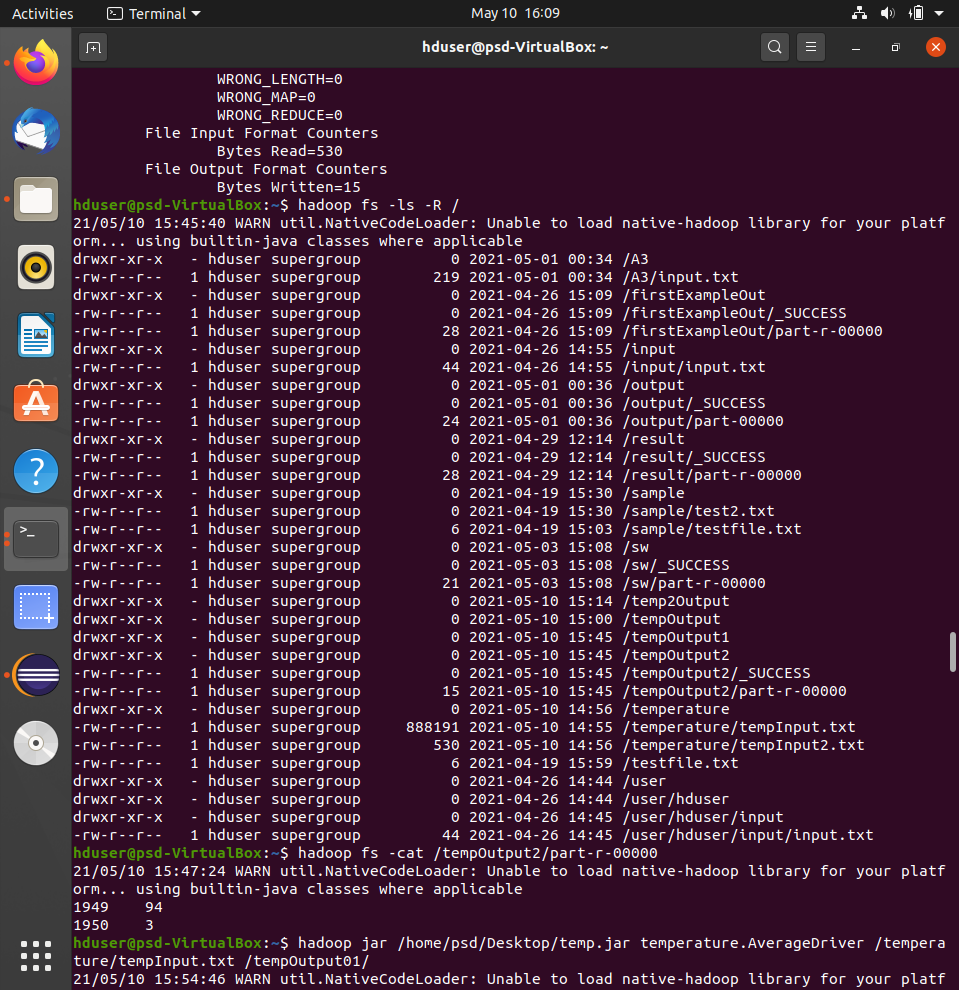 Activities
Terminal
May 10 16:09
hduser@psd-VirtualBox: ~
WRONG_LENGTH=0
WRONG_MAP=0
WRONG_REDUCE=0
File Input Format Counters
Bytes Read=530
File Output Format Counters
Bytes Written=15
hduser@psd-VirtualBox:~$ hadoop fs -ls -R /
21/05/10 15:45:40 WARN util.NativeCodeLoader: Unable to load native-hadoop library for your platf
orm... using builtin-java classes where applicable
drwxr-xr-x   - hduser supergroup          0 2021-05-01 00:34 /A3
-rw-r--r--   1 hduser supergroup        219 2021-05-01 00:34 /A3/input.txt
drwxr-xr-x   - hduser supergroup          0 2021-04-26 15:09 /firstExampleOut
-rw-r--r--   1 hduser supergroup          0 2021-04-26 15:09 /firstExampleOut/_SUCCESS
-rw-r--r--   1 hduser supergroup         28 2021-04-26 15:09 /firstExampleOut/part-r-00000
drwxr-xr-x   - hduser supergroup          0 2021-04-26 14:55 /input
-rw-r--r--   1 hduser supergroup         44 2021-04-26 14:55 /input/input.txt
drwxr-xr-x   - hduser supergroup          0 2021-05-01 00:36 /output
-rw-r--r--   1 hduser supergroup          0 2021-05-01 00:36 /output/_SUCCESS
-rw-r--r--   1 hduser supergroup         24 2021-05-01 00:36 /output/part-00000
drwxr-xr-x   - hduser supergroup          0 2021-04-29 12:14 /result
-rw-r--r--   1 hduser supergroup          0 2021-04-29 12:14 /result/_SUCCESS
-rw-r--r--   1 hduser supergroup         28 2021-04-29 12:14 /result/part-r-00000
drwxr-xr-x   - hduser supergroup          0 2021-04-19 15:30 /sample
-rw-r--r--   1 hduser supergroup          0 2021-04-19 15:30 /sample/test2.txt
-rw-r--r--   1 hduser supergroup          6 2021-04-19 15:03 /sample/testfile.txt
drwxr-xr-x   - hduser supergroup          0 2021-05-03 15:08 /sw
-rw-r--r--   1 hduser supergroup          0 2021-05-03 15:08 /sw/_SUCCESS
-rw-r--r--   1 hduser supergroup         21 2021-05-03 15:08 /sw/part-r-00000
drwxr-xr-x   - hduser supergroup          0 2021-05-10 15:14 /temp2Output
drwxr-xr-x   - hduser supergroup          0 2021-05-10 15:00 /tempOutput
drwxr-xr-x   - hduser supergroup          0 2021-05-10 15:45 /tempOutput1
drwxr-xr-x   - hduser supergroup          0 2021-05-10 15:45 /tempOutput2
-rw-r--r--   1 hduser supergroup          0 2021-05-10 15:45 /tempOutput2/_SUCCESS
-rw-r--r--   1 hduser supergroup         15 2021-05-10 15:45 /tempOutput2/part-r-00000
drwxr-xr-x   - hduser supergroup          0 2021-05-10 14:56 /temperature
-rw-r--r--   1 hduser supergroup     888191 2021-05-10 14:55 /temperature/tempInput.txt
-rw-r--r--   1 hduser supergroup        530 2021-05-10 14:56 /temperature/tempInput2.txt
-rw-r--r--   1 hduser supergroup          6 2021-04-19 15:59 /testfile.txt
drwxr-xr-x   - hduser supergroup          0 2021-04-26 14:44 /user
drwxr-xr-x   - hduser supergroup          0 2021-04-26 14:44 /user/hduser
drwxr-xr-x   - hduser supergroup          0 2021-04-26 14:45 /user/hduser/input
-rw-r--r--   1 hduser supergroup         44 2021-04-26 14:45 /user/hduser/input/input.txt
hduser@psd-VirtualBox:~$ hadoop fs -cat /tempOutput2/part-r-00000
21/05/10 15:47:24 WARN util.NativeCodeLoader: Unable to load native-hadoop library for your platf
orm... using builtin-java classes where applicable
1949    94
1950    3
hduser@psd-VirtualBox:~$ hadoop jar /home/psd/Desktop/temp.jar temperature.AverageDriver /tempera
ture/tempInput.txt /tempOutput01/
21/05/10 15:54:46 WARN util.NativeCodeLoader: Unable to load native-hadoop library for your platf